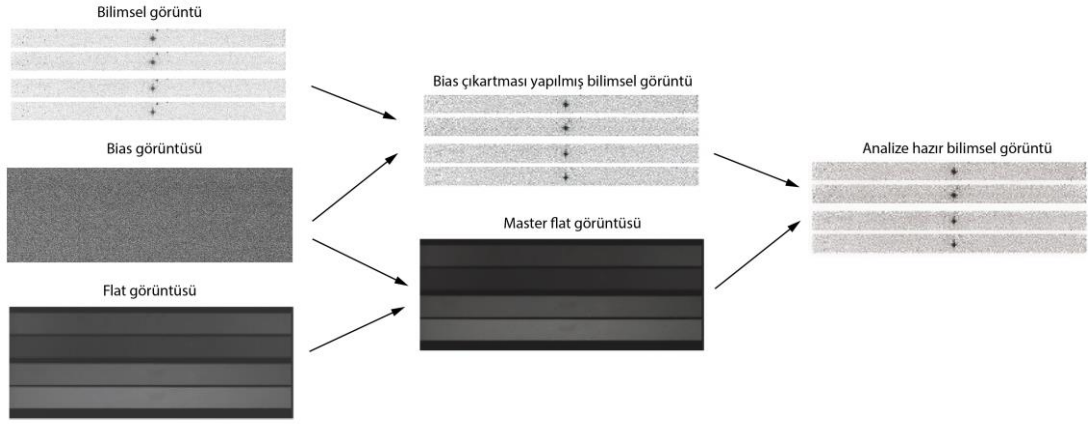 Bilimsel görüntü
Bias görüntüsü
Flat görüntüsü
Bias çıkartması yapılmış bilimsel görüntü
Master flat görüntüsü
Analize hazır bilimsel görüntü